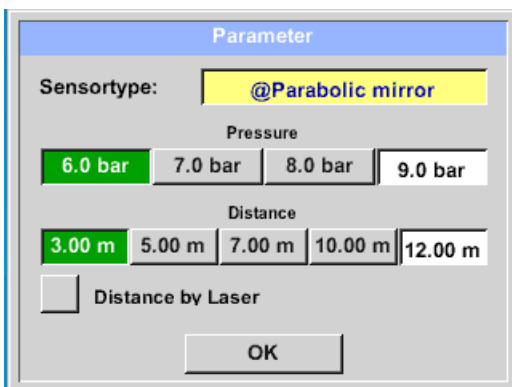 Parameter
Sensortype: @Parabolic mirror
Pressure
6.0 bar 7.0 bar 8.0 bar 9.0 bar
Distance
3.00 m 5.00 m 7.00 m 10.00 m 12.00 m
Distance by Laser
OK